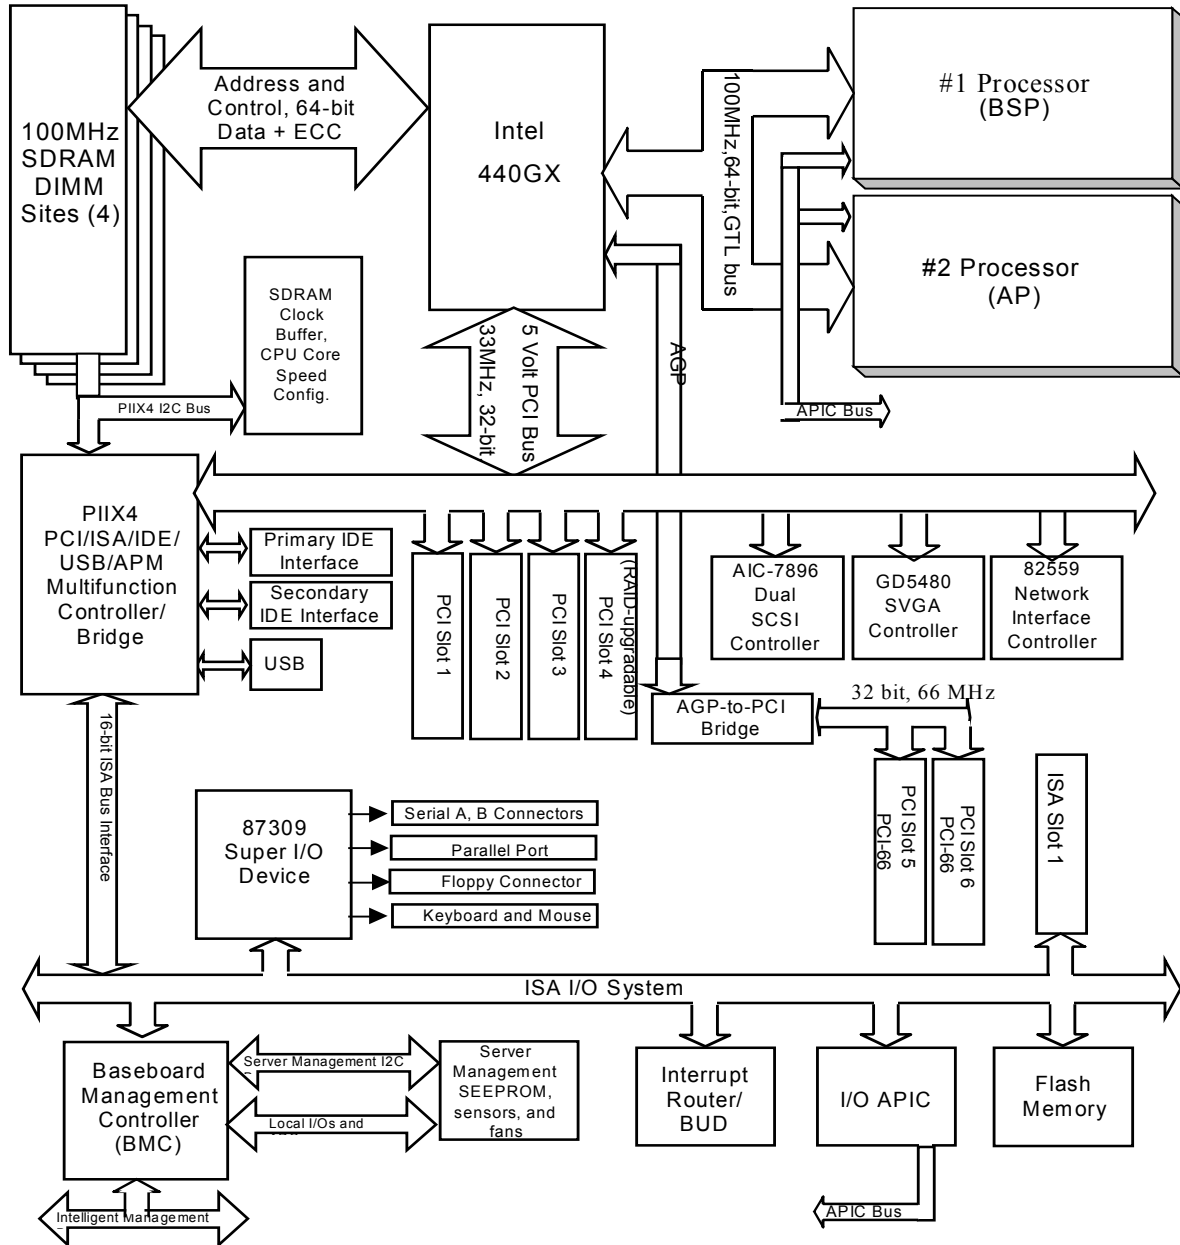 100MHz
SDRAM
DIMM
Sites (4)
Address and
Control, 64-bit
Data + ECC
Intel
440GX
100MHz,64-bit,GTL bus
#1 Processor
(BSP)
#2 Processor
(AP)
APIC Bus
SDRAM
Clock
Buffer,
CPU Core
Speed
Config.
PIIX4 I2C Bus
5 Volt PCI Bus
33MHz, 32-bit
AGP
PIIX4
PCI/ISA/IDE/
USB/APM
Multifunction
Controller/
Bridge
Primary IDE
Interface
Secondary
IDE Interface
USB
PCI Slot 1
PCI Slot 2
PCI Slot 3
PCI Slot 4
(RAID-upgradable)
AIC-7896
Dual
SCSI
Controller
GD5480
SVGA
Controller
82559
Network
Interface
Controller
AGP-to-PCI
Bridge
32 bit, 66 MHz
PCI Slot 5
PCI-66
PCI Slot 6
PCI-66
ISA Slot 1
16-bit ISA Bus Interface
87309
Super I/O
Device
Serial A, B Connectors
Parallel Port
Floppy Connector
Keyboard and Mouse
ISA I/O System
Baseboard
Management
Controller
(BMC)
Server Management I2C
Local I/Os and
Server
Management
SEEPROM,
sensors, and
fans
Interrupt
Router/
BUD
I/O APIC
Flash
Memory
Intelligent Management
APIC Bus